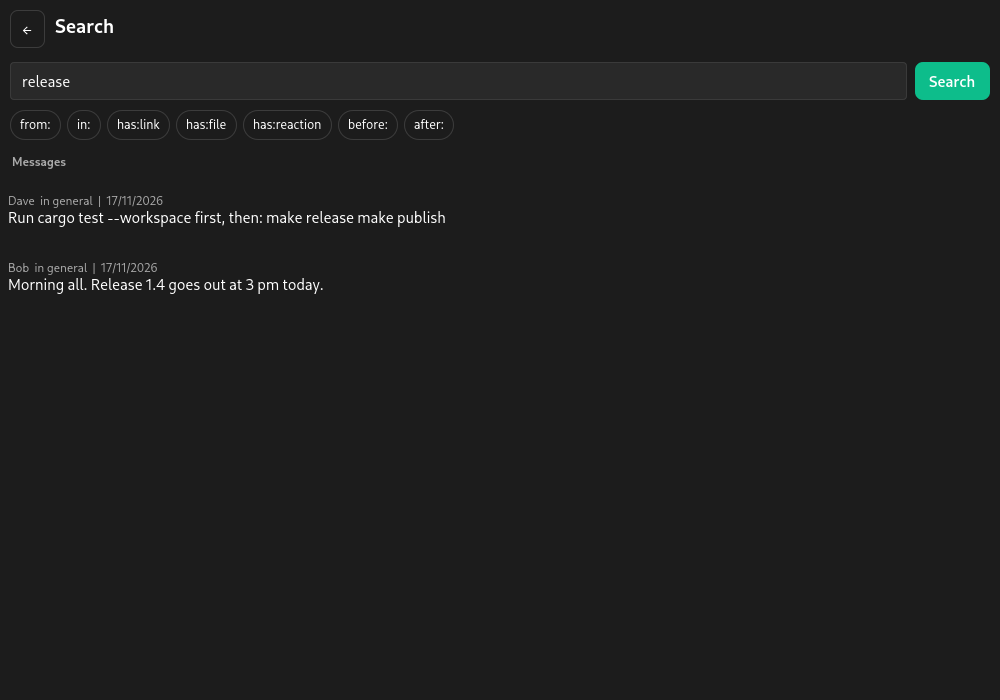 ← Search
release Search
from: in: has:link has:file has:reaction before: after:
Messages
Dave in general | 17/11/2026
Run cargo test --workspace first, then: make release make publish
Bob in general | 17/11/2026
Morning all. Release 1.4 goes out at 3 pm today.